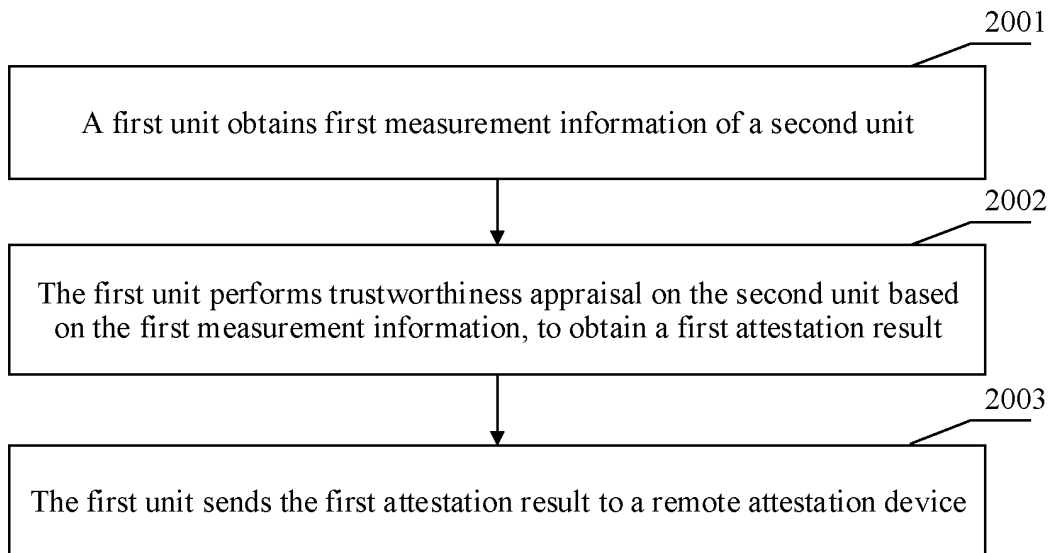 2001
A first unit obtains first measurement information of a second unit
2002
The first unit performs trustworthiness appraisal on the second unit based
on the first measurement information, to obtain a first attestation result
2003
The first unit sends the first attestation result to a remote attestation device